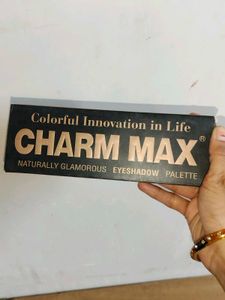 Colorful Innovation in Life
CHARM MAX®
NATURALLY GLAMOROUS EYESHADOW PALETTE